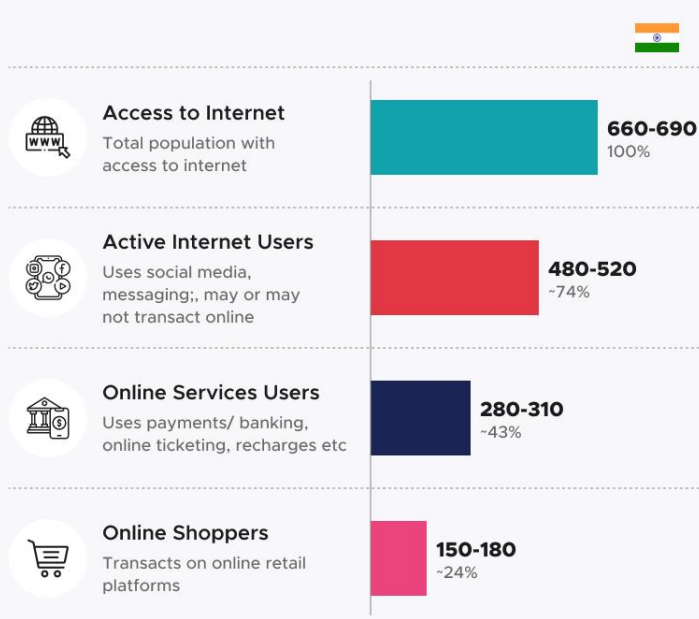 WWW
Access to Internet
Total population with
access to internet
660-690
100%
Active Internet Users
Uses social media,
messaging;, may or may
not transact online
480-520
~74%
Online Services Users
Uses payments/ banking,
online ticketing, recharges etc
280-310
~43%
Online Shoppers
Transacts on online retail
platforms
150-180
~24%